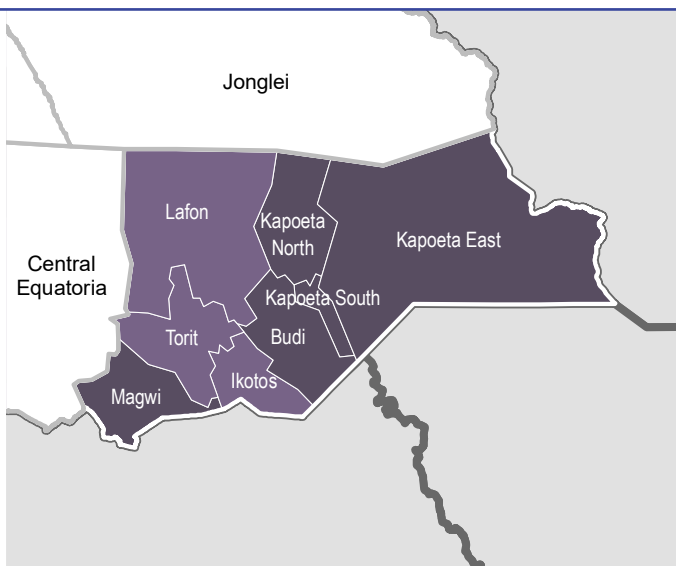 Jonglei
Lafon
Kapoeta
North
Kapoeta East
Central
Equatoria
Kapoeta South
Torit
Budi
Ikotos
Magwi